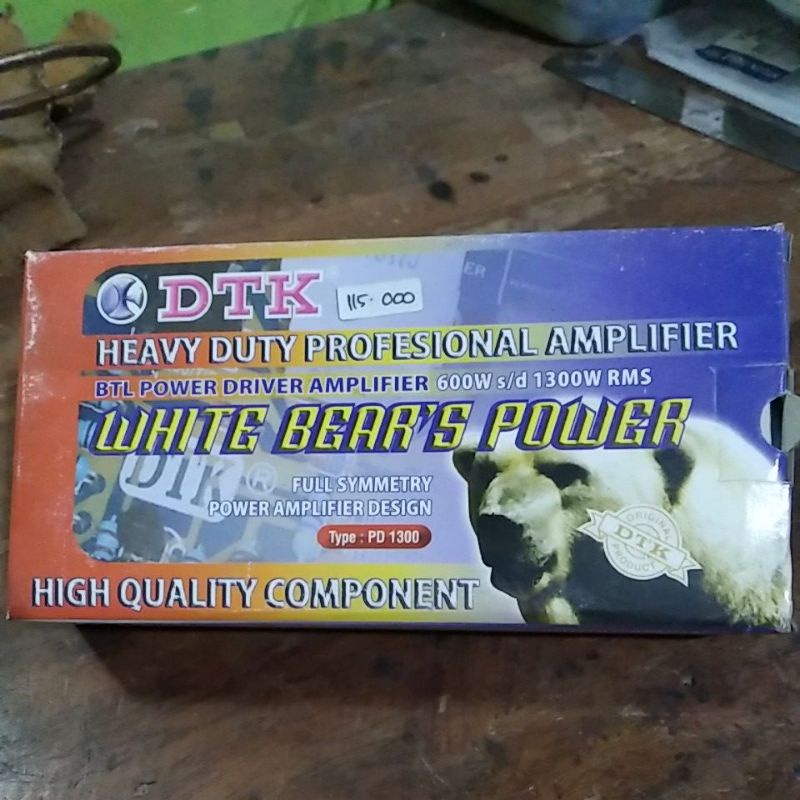 DTK
115.000
HEAVY DUTY PROFESIONAL AMPLIFIER
BTL POWER DRIVER AMPLIFIER 600W s/d 1300W RMS
WHITE BEAR'S POWER
DTK ®
FULL SYMMETRY
POWER AMPLIFIER DESIGN
Type : PD 1300
ORIGINAL
DTK
PRODUCT
HIGH QUALITY COMPONENT